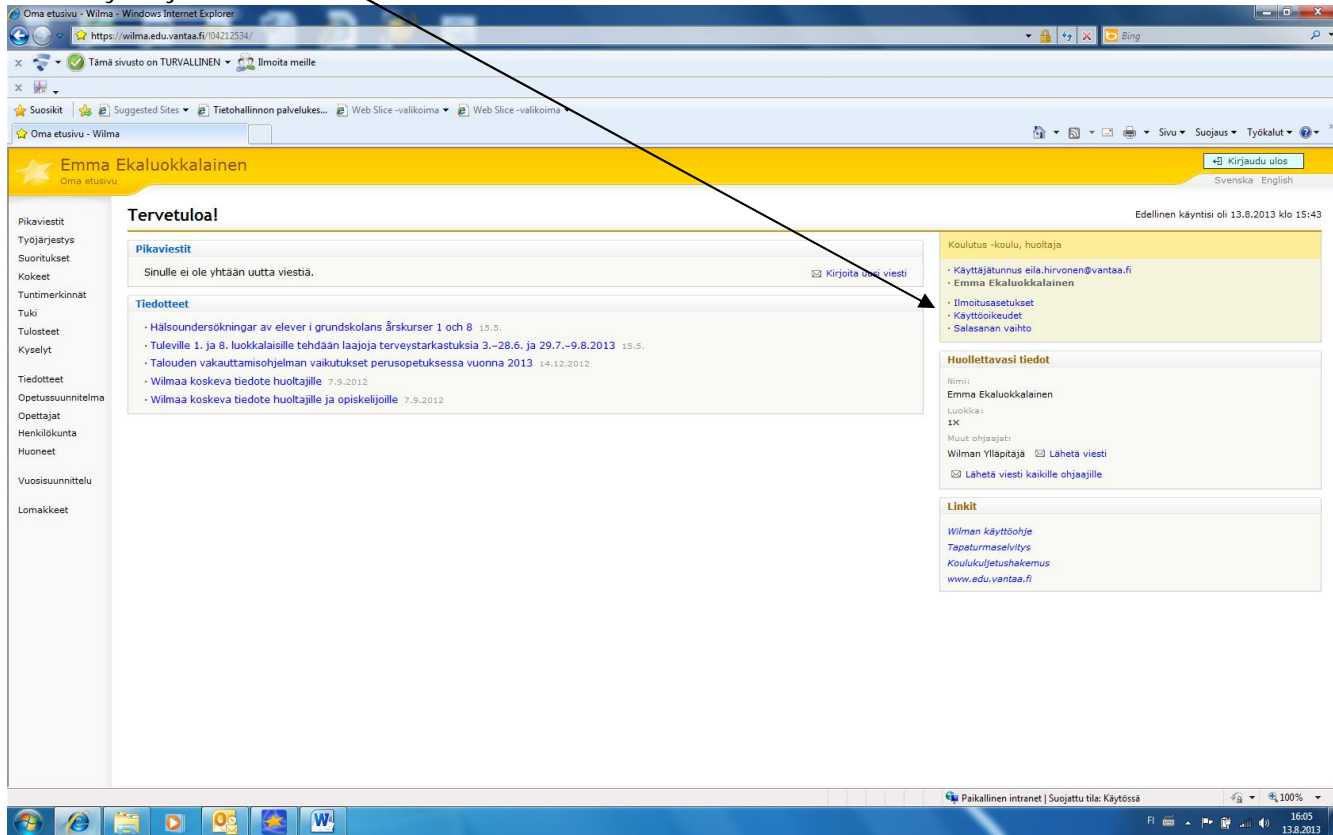 Oma etusivu - Wilma - Windows Internet Explorer
https://wilma.edu.vantaa.fi/!04212534/
Bing
x Tämä sivusto on TURVALLINEN Ilmoita meille
x
Suosikit Suggested Sites Tietohallinnon palvelukes... Web Slice -valikoima Web Slice -valikoima
Oma etusivu - Wilma
Sivu Suojaus Työkalut
Emma Ekaluokkalainen
Oma etusivu
Kirjaudu ulos
Svenska English
Pikaviestit
Työjärjestys
Suoritukset
Kokeet
Tuntimerkinnät
Tuki
Tulosteet
Kyselyt
Tiedotteet
Opetussuunnitelma
Opettajat
Henkilökunta
Huoneet
Vuosisuunnittelu
Lomakkeet
Tervetuloa!
Edellinen käyntisi oli 13.8.2013 klo 15:43
Pikaviestit
Sinulle ei ole yhtään uutta viestiä.
Kirjoita uusi viesti
Tiedotteet
· Hälsoundersökningar av elever i grundskolans årskurser 1 och 8 15.5.
· Tuleville 1. ja 8. luokkalaisille tehdään laajoja terveystarkastuksia 3.–28.6. ja 29.7.–9.8.2013 15.5.
· Talouden vakauttamisohjelman vaikutukset perusopetuksessa vuonna 2013 14.12.2012
· Wilmaa koskeva tiedote huoltajille 7.9.2012
· Wilmaa koskeva tiedote huoltajille ja opiskelijoille 7.9.2012
Koulutus -koulu, huoltaja
· Käyttäjätunnus eila.hirvonen@vantaa.fi
· Emma Ekaluokkalainen
· Ilmoitusasetukset
· Käyttöoikeudet
· Salasanan vaihto
Huollettavasi tiedot
Nimi:
Emma Ekaluokkalainen
Luokka:
1X
Muut ohjaajat:
Wilman Ylläpitäjä Lähetä viesti
Lähetä viesti kaikille ohjaajille
Linkit
Wilman käyttöohje
Tapaturmaselvitys
Koulukuljetushakemus
www.edu.vantaa.fi
Paikallinen intranet | Suojattu tila: Käytössä
100%
FI
16:05
13.8.2013